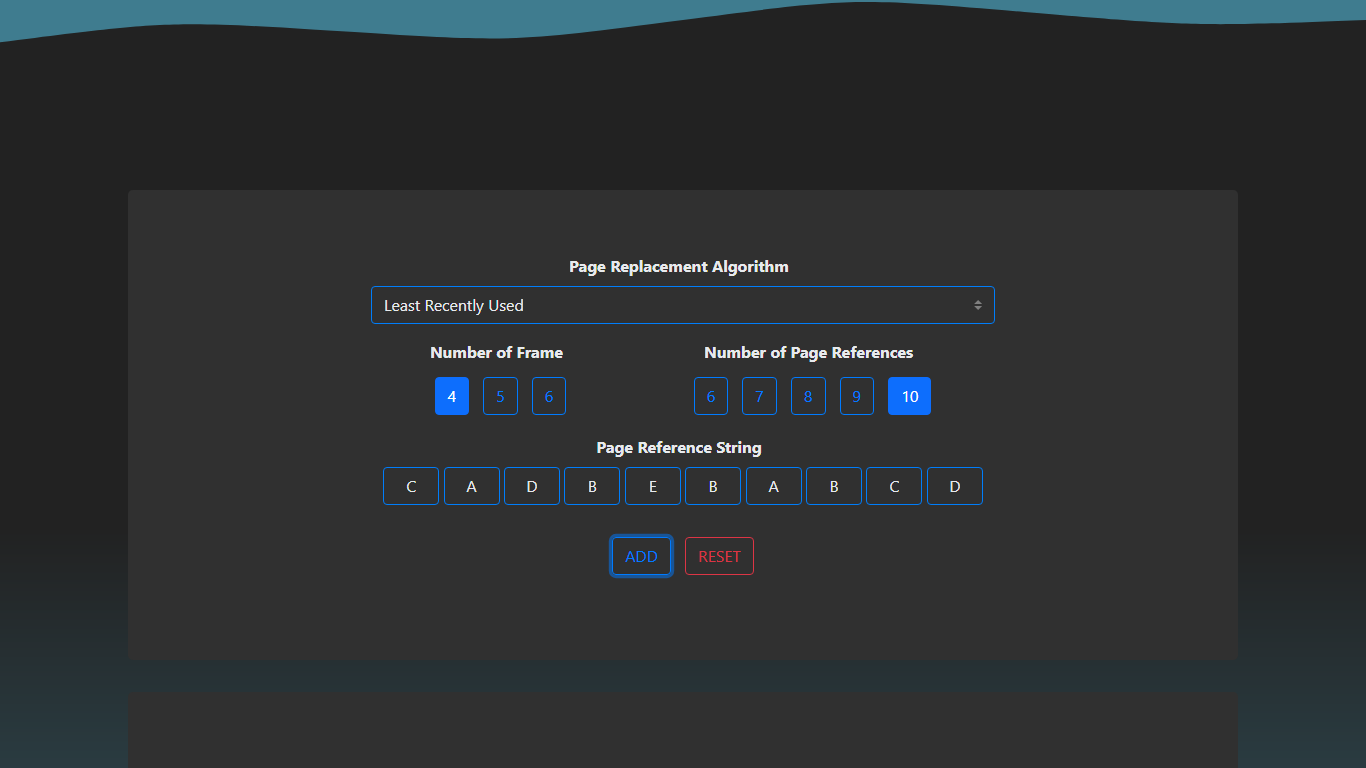 Page Replacement Algorithm
Least Recently Used
Number of Frame Number of Page References
4 5 6 6 7 8 9 10
Page Reference String
C A D B E B A B C D
ADD RESET